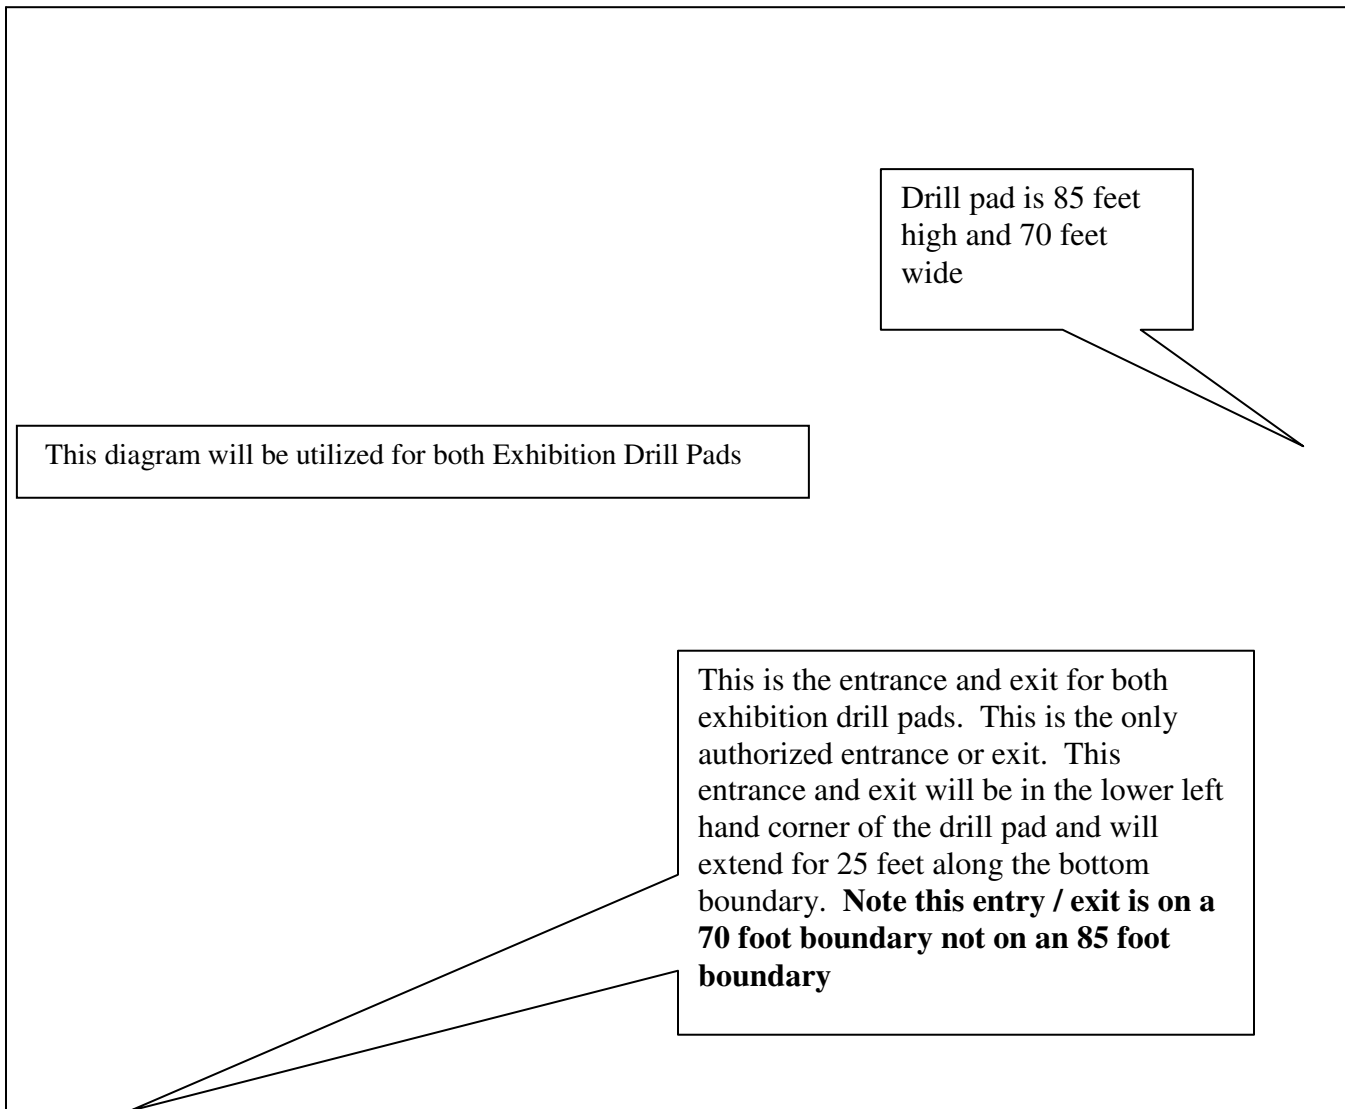 Drill pad is 85 feet
high and 70 feet
wide
This diagram will be utilized for both Exhibition Drill Pads
This is the entrance and exit for both
exhibition drill pads.  This is the only
authorized entrance or exit.  This
entrance and exit will be in the lower left
hand corner of the drill pad and will
extend for 25 feet along the bottom
boundary.  Note this entry / exit is on a
70 foot boundary not on an 85 foot
boundary